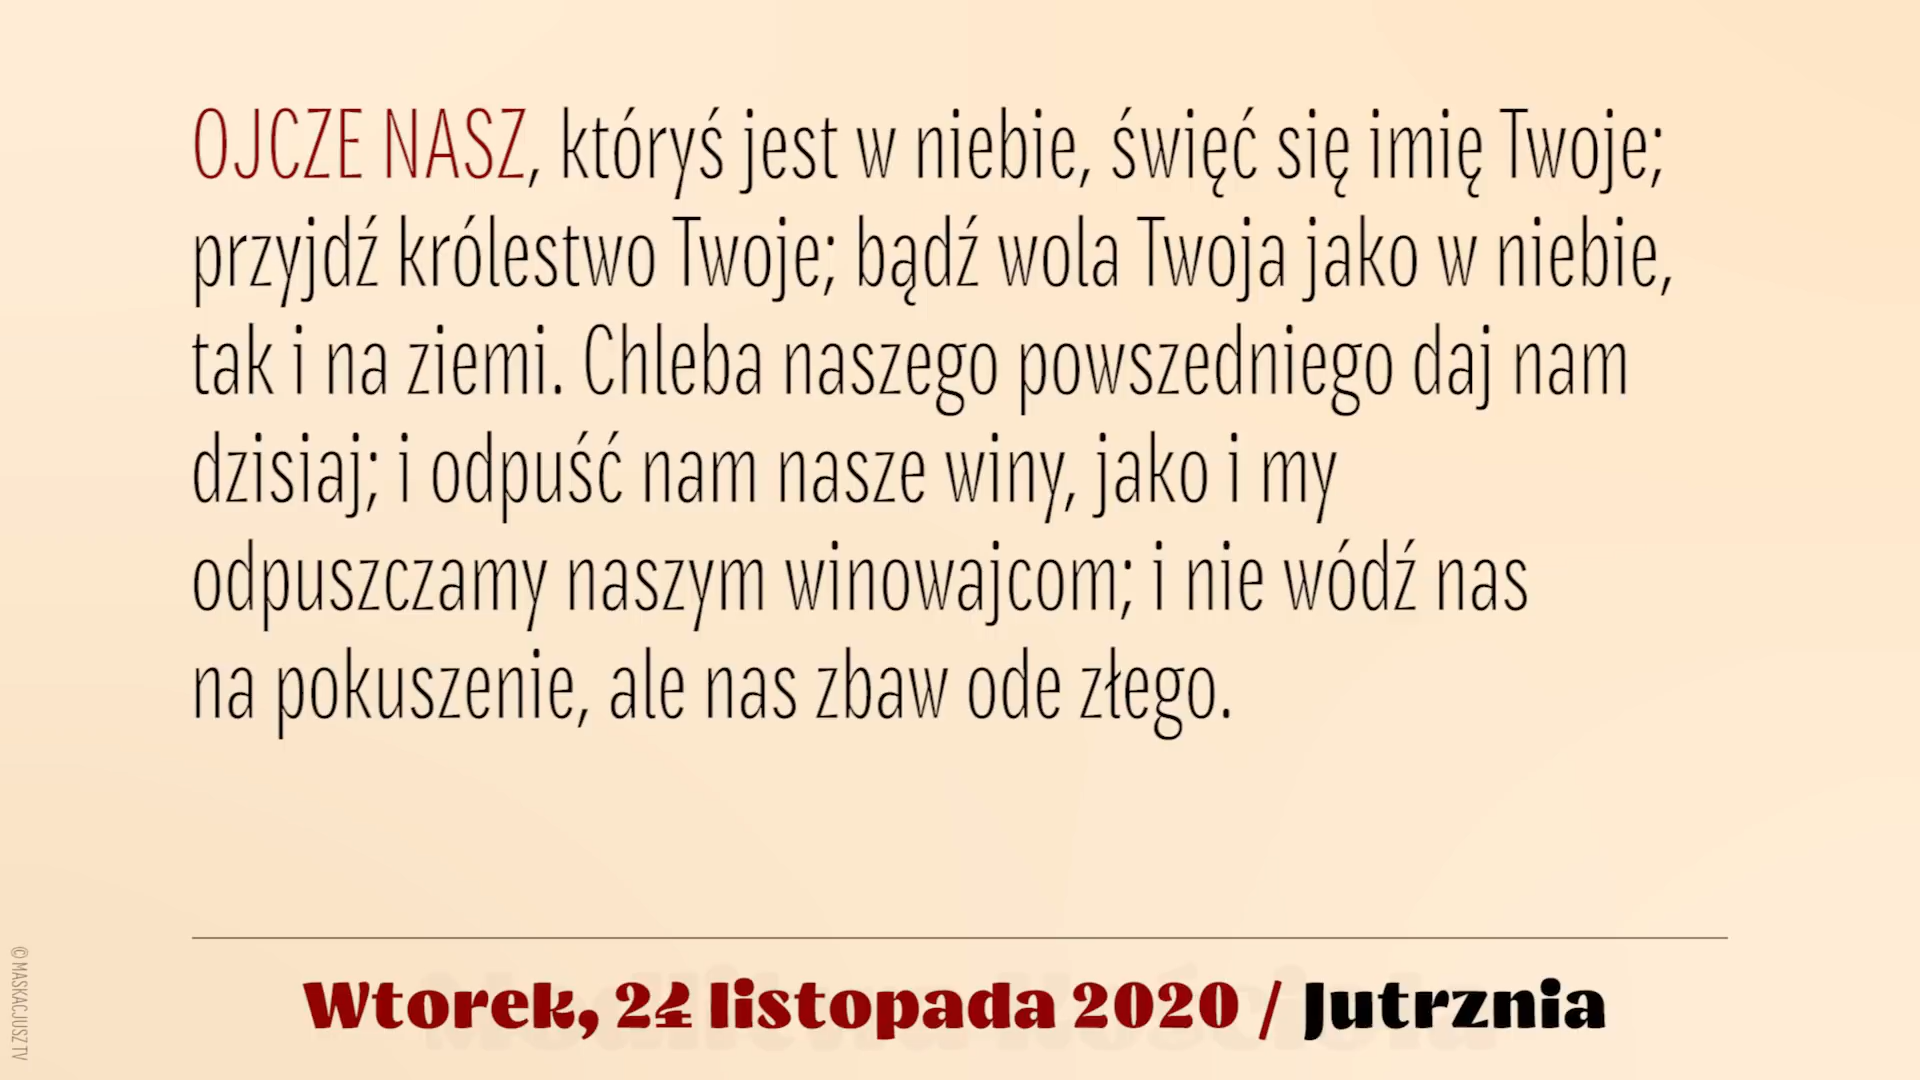 OJCZE NASZ, któryś jest w niebie, święć się imię Twoje;
przyjdź królestwo Twoje; bądź wola Twoja jako w niebie,
tak i na ziemi. Chleba naszego powszedniego daj nam
dzisiaj; i odpuść nam nasze winy, jako i my
odpuszczamy naszym winowajcom; i nie wódź nas
na pokuszenie, ale nas zbaw ode złego.
Wtorek, 24 listopada 2020 / Jutrznia
© MASKACJUSZ TV